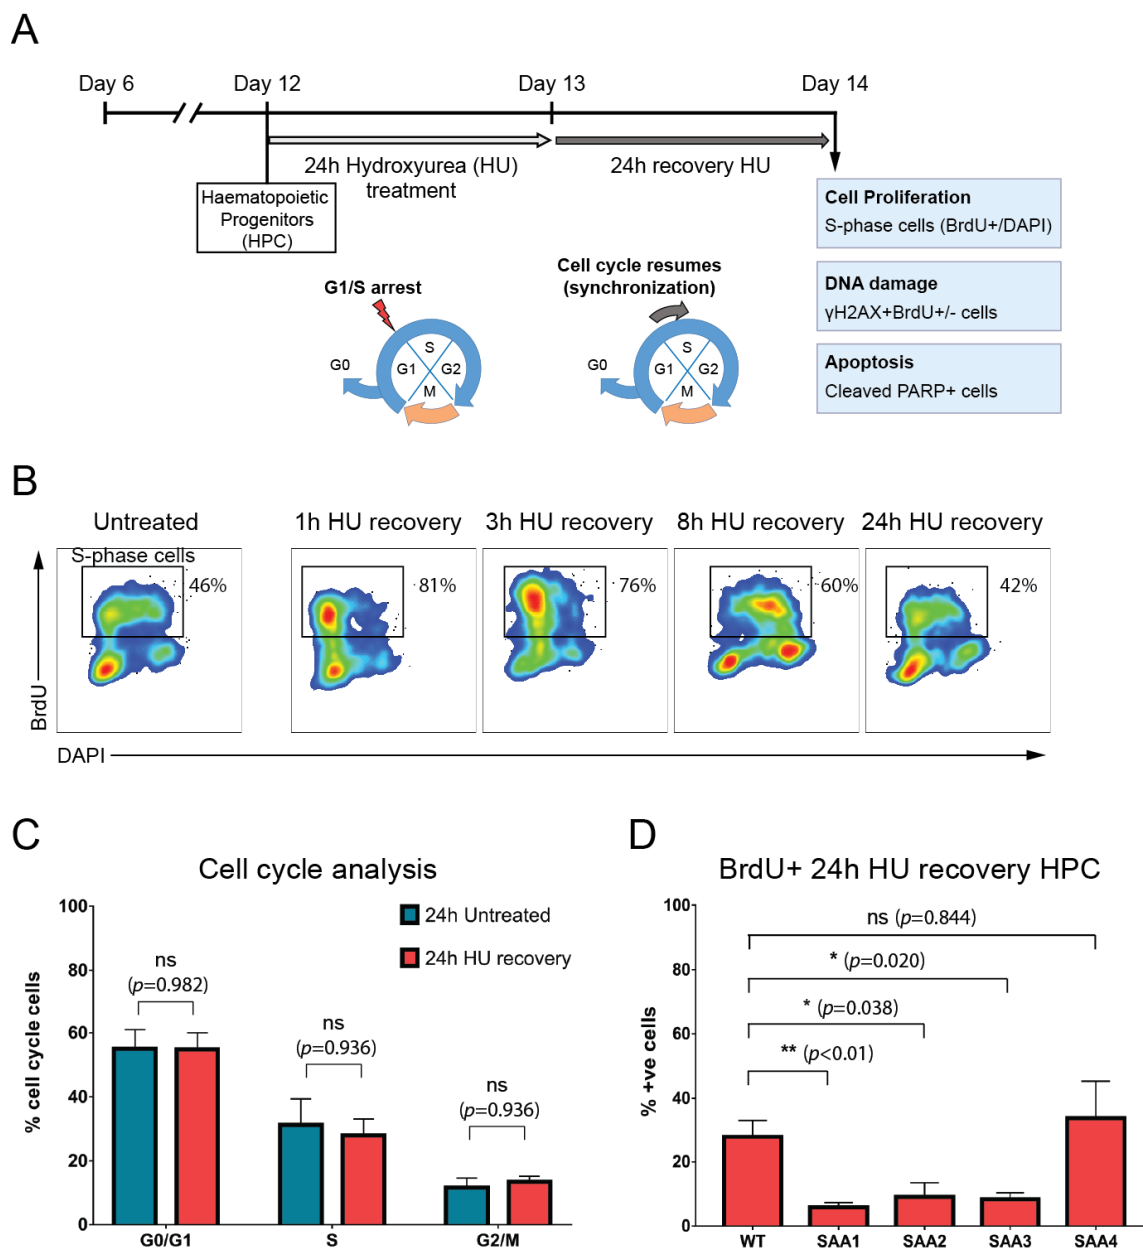 A
Day 6
Day 12
Day 13
Day 14
24h Hydroxyurea (HU)
treatment
24h recovery HU
Haematopoietic
Progenitors
(HPC)
Cell Proliferation
S-phase cells (BrdU+/DAPI)
DNA damage
γH2AX+BrdU+/- cells
Apoptosis
Cleaved PARP+ cells
G1/S arrest
G0
G1
S
G2
M
Cell cycle resumes
(synchronization)
G0
G1
S
G2
M
B
Untreated
1h HU recovery
3h HU recovery
8h HU recovery
24h HU recovery
S-phase cells
46%
81%
76%
60%
42%
BrdU
DAPI
C
Cell cycle analysis
% cell cycle cells
100
80
60
40
20
0
24h Untreated
24h HU recovery
ns
(p=0.982)
ns
(p=0.936)
ns
(p=0.936)
G0/G1
S
G2/M
D
BrdU+ 24h HU recovery HPC
% +ve cells
100
80
60
40
20
0
ns (p=0.844)
* (p=0.020)
* (p=0.038)
** (p<0.01)
WT
SAA1
SAA2
SAA3
SAA4